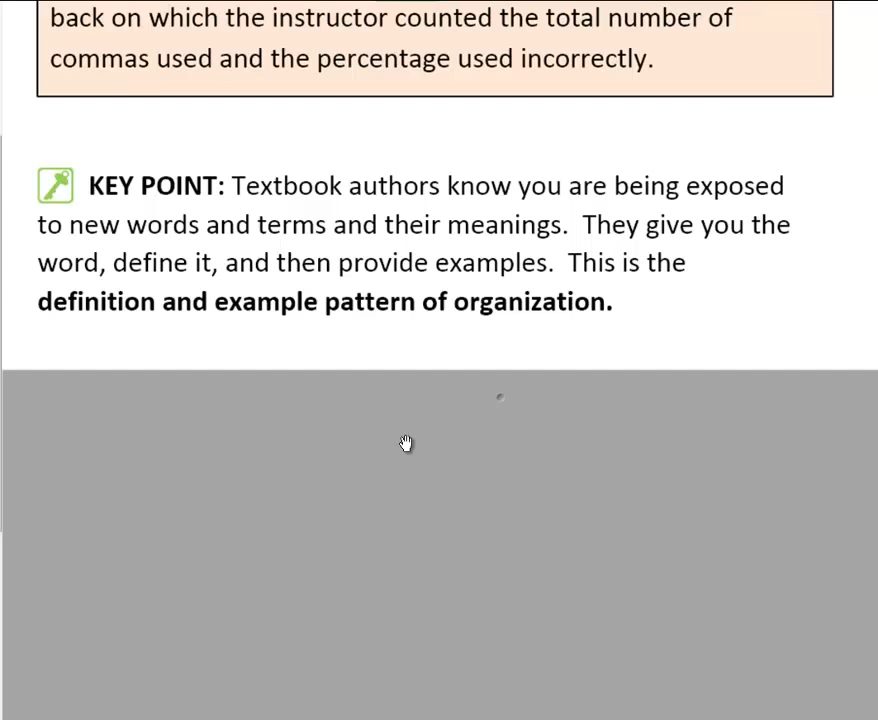 back on which the instructor counted the total number of
commas used and the percentage used incorrectly.
KEY POINT: Textbook authors know you are being exposed
to new words and terms and their meanings.  They give you the
word, define it, and then provide examples.  This is the
definition and example pattern of organization.